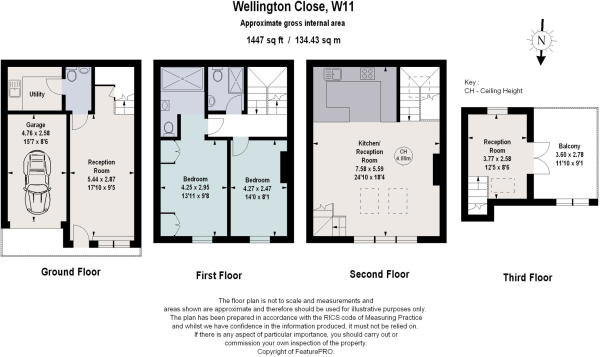 Wellington Close, W11
Approximate gross internal area
1447 sq ft / 134.43 sq m
N
Key :
CH - Ceiling Height
Utility
Garage
4.76 x 2.58
15'7 x 8'6
Reception
Room
5.44 x 2.87
17'10 x 9'5
Ground Floor
Bedroom
4.25 x 2.95
13'11 x 9'8
Bedroom
4.27 x 2.47
14'0 x 8'1
First Floor
Kitchen/
Reception
Room
7.58 x 5.59
24'10 x 18'4
CH
Second Floor
Reception
Room
3.77 x 2.58
12'5 x 8'6
Balcony
3.60 x 2.78
11'10 x 9'1
Third Floor
The floor plan is not to scale and measurements and
areas shown are approximate and therefore should be used for illustrative purposes only.
The plan has been prepared in accordance with the RICS code of Measuring Practice
and whilst we have confidence in the information produced, it must not be relied on.
If there is any aspect of particular importance, you should carry out or
commission your own inspection of the property.
Copyright of FeaturePRO.